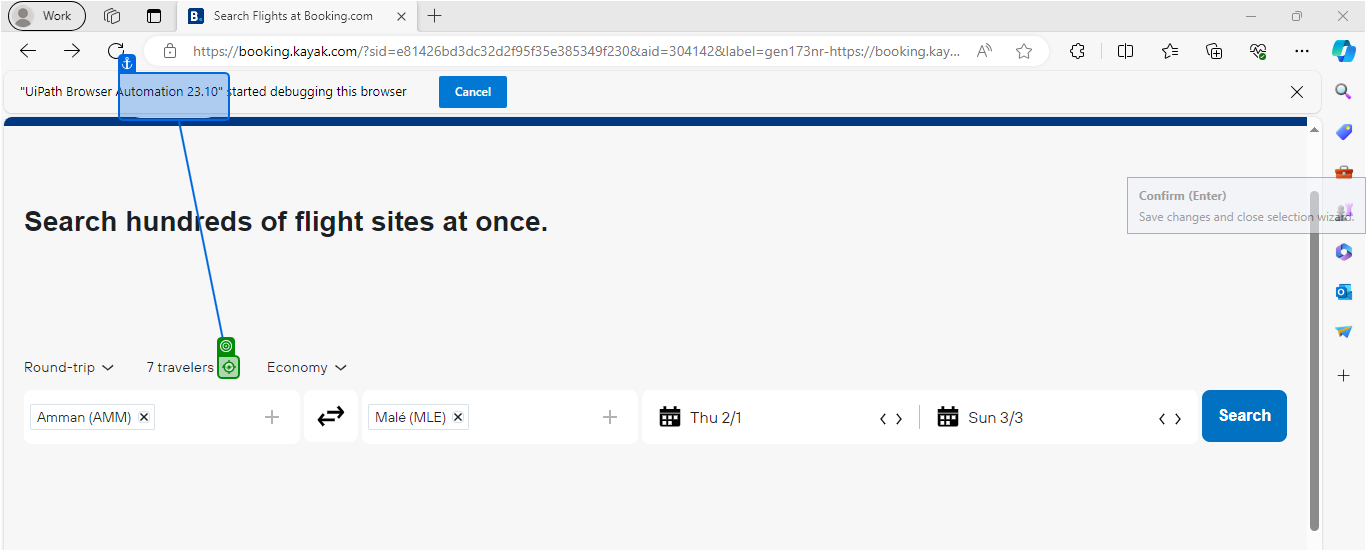 Work
B.
Search Flights at Booking.com
https://booking.kayak.com/?sid=e81426bd3dc32d2f95f35e385349f230&aid=304142&label=gen173nr-https://booking.kay...
"UiPath Browser Automation 23.10" started debugging this browser
Cancel
Confirm (Enter)
Save changes and close selection wizard.
Search hundreds of flight sites at once.
Round-trip
7 travelers
Economy
Amman (AMM)
Malé (MLE)
Thu 2/1
Sun 3/3
Search